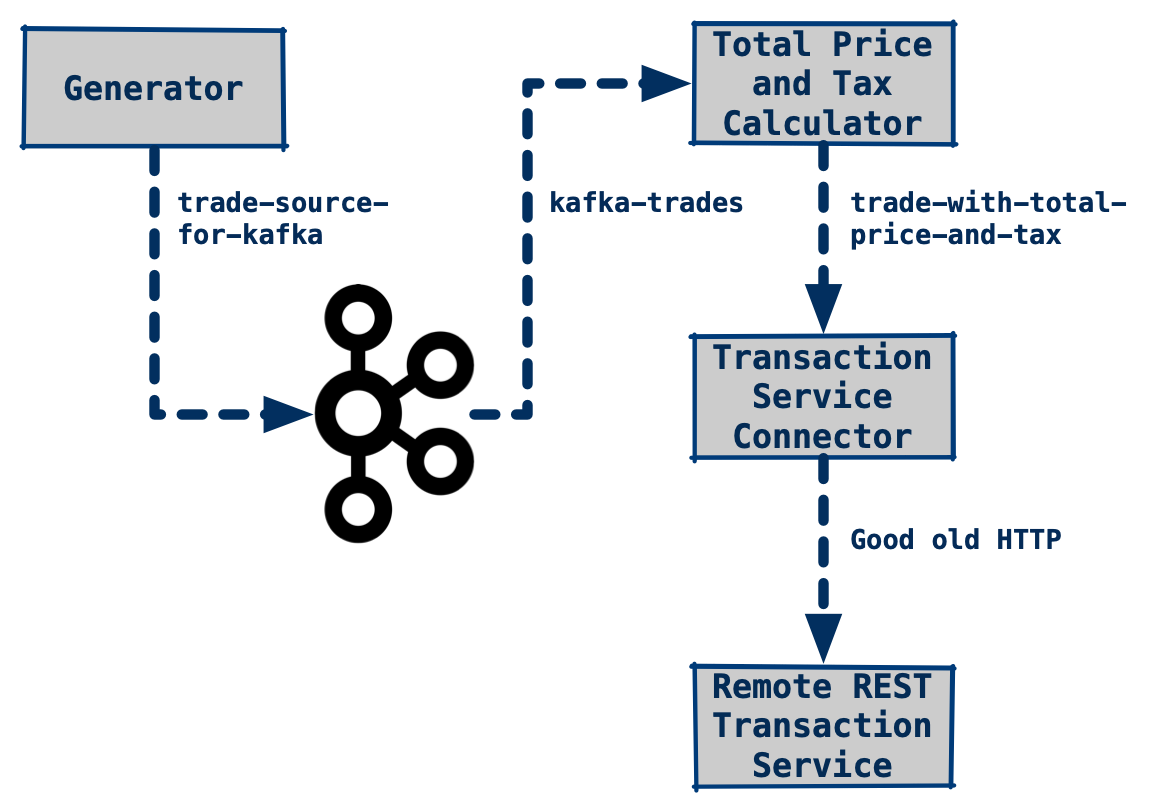 Generator
trade-source-
for-kafka
kafka-trades
Total Price
and Tax
Calculator
trade-with-total-
price-and-tax
Transaction
Service
Connector
Good old HTTP
Remote REST
Transaction
Service